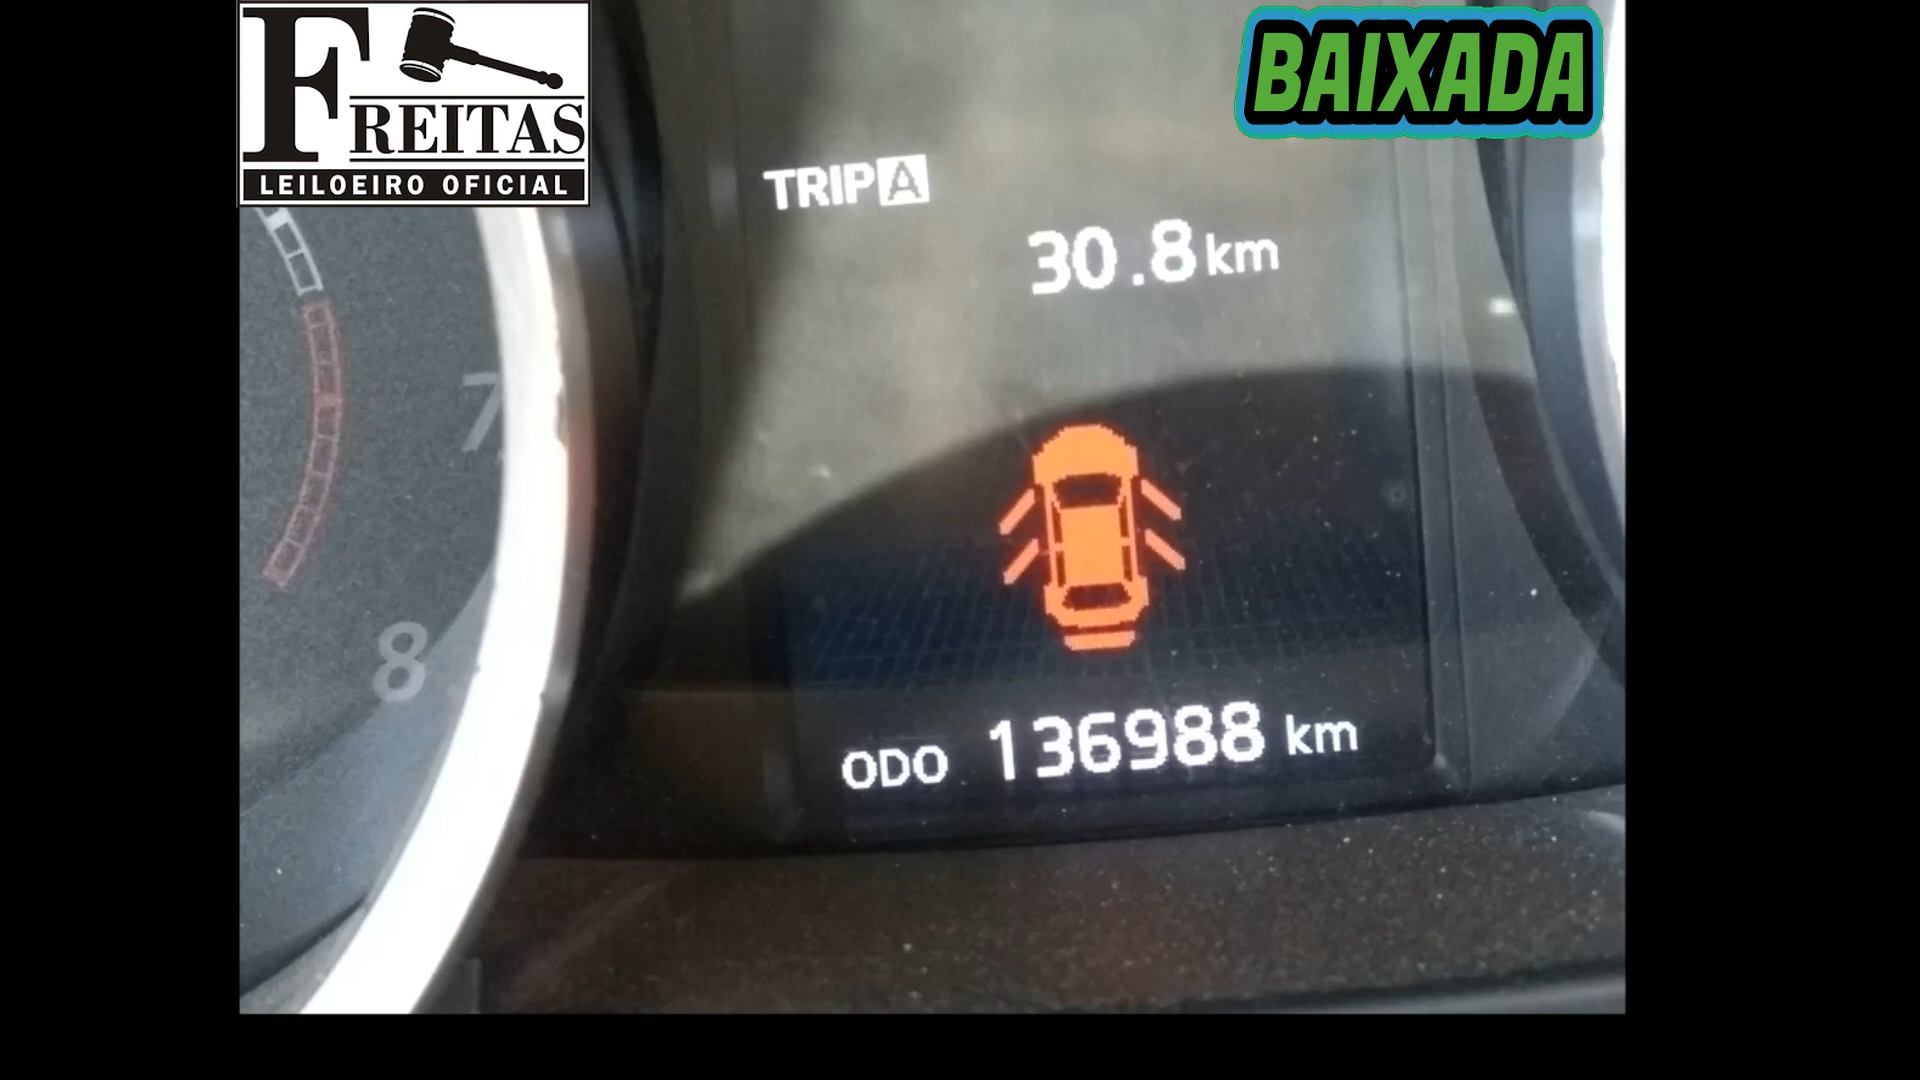 FREITAS
LEILOEIRO OFICIAL
BAIXADA
TRIP A
30.8 km
7
8
ODO 136988 km